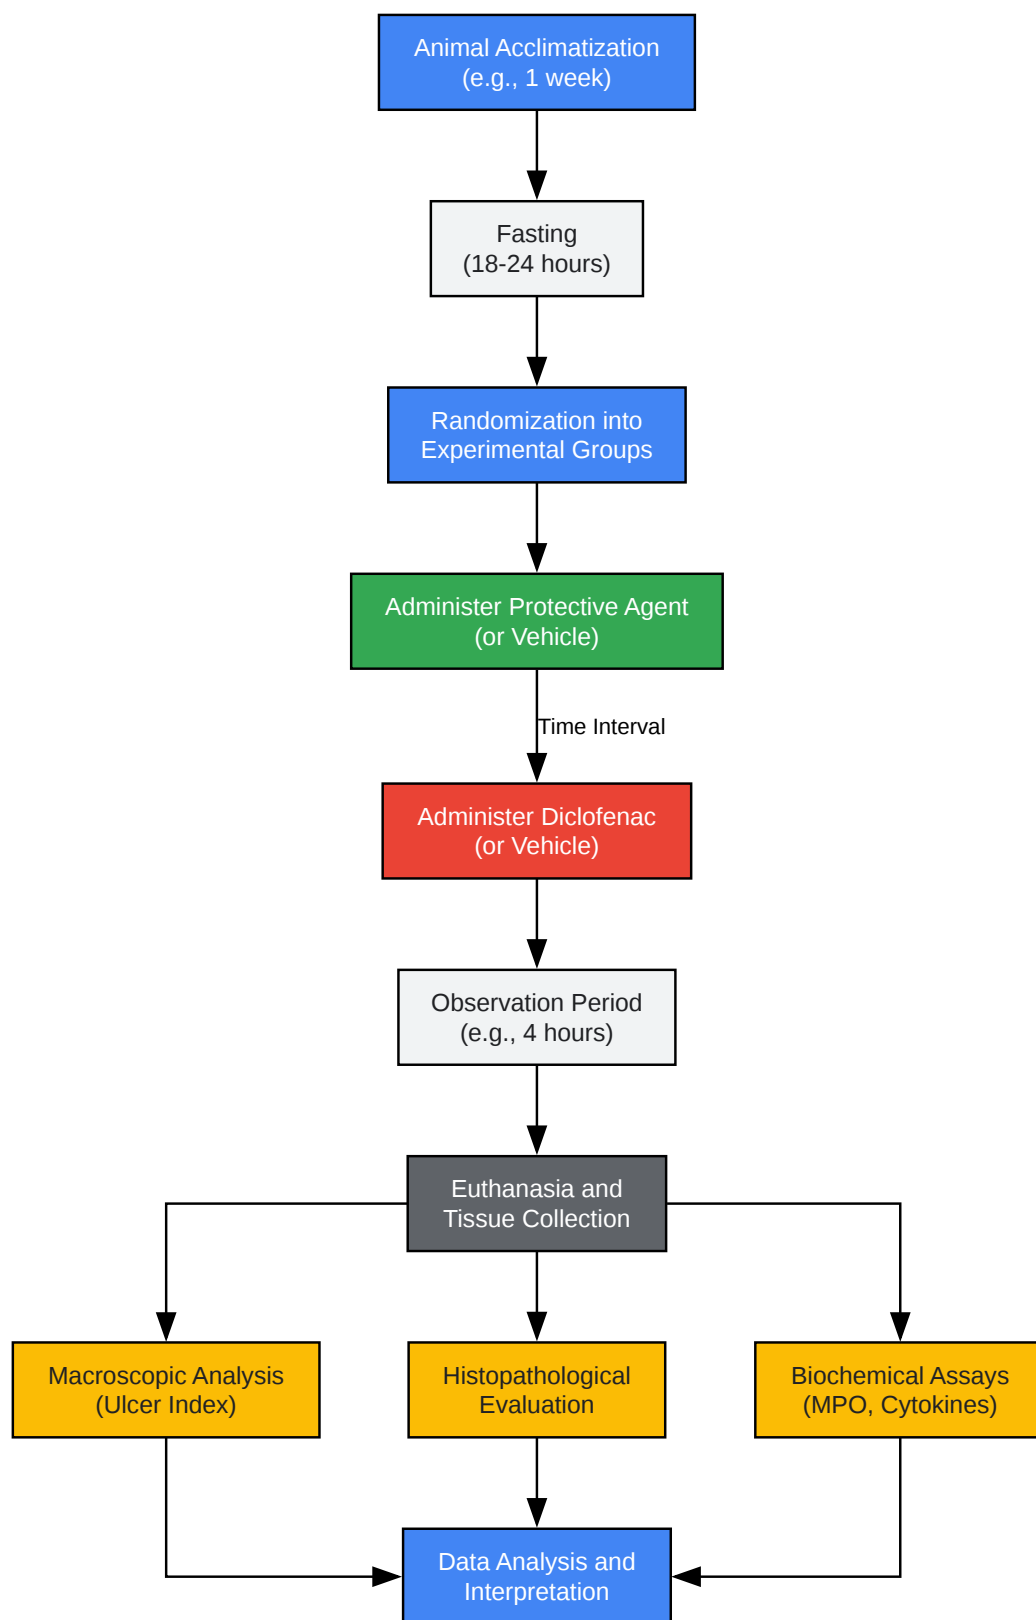 Animal Acclimatization
(e.g., 1 week)
Fasting
(18-24 hours)
Randomization into
Experimental Groups
Administer Protective Agent
(or Vehicle)
Time Interval
Administer Diclofenac
(or Vehicle)
Observation Period
(e.g., 4 hours)
Euthanasia and
Tissue Collection
Macroscopic Analysis
(Ulcer Index)
Histopathological
Evaluation
Biochemical Assays
(MPO, Cytokines)
Data Analysis and
Interpretation